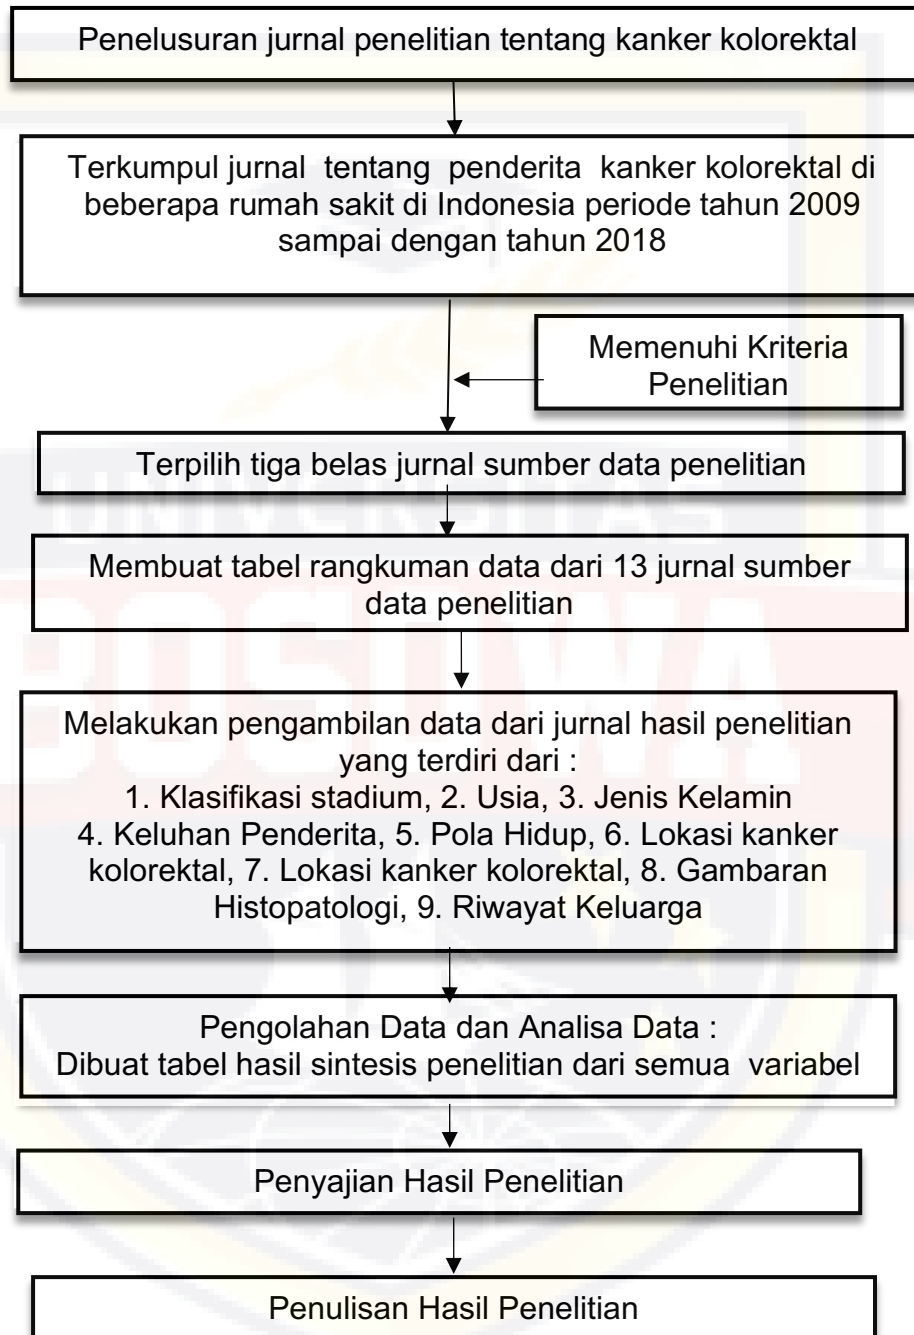 Penelusuran jurnal penelitian tentang kanker kolorektal
Terkumpul jurnal tentang penderita kanker kolorektal di
beberapa rumah sakit di Indonesia periode tahun 2009
sampai dengan tahun 2018
Memenuhi Kriteria
Penelitian
Terpilih tiga belas jurnal sumber data penelitian
Membuat tabel rangkuman data dari 13 jurnal sumber
data penelitian
Melakukan pengambilan data dari jurnal hasil penelitian
yang terdiri dari :
1. Klasifikasi stadium, 2. Usia, 3. Jenis Kelamin
4. Keluhan Penderita, 5. Pola Hidup, 6. Lokasi kanker
kolorektal, 7. Lokasi kanker kolorektal, 8. Gambaran
Histopatologi, 9. Riwayat Keluarga
Pengolahan Data dan Analisa Data :
Dibuat tabel hasil sintesis penelitian dari semua variabel
Penyajian Hasil Penelitian
Penulisan Hasil Penelitian
UNIVERSITAS
BOSOWA